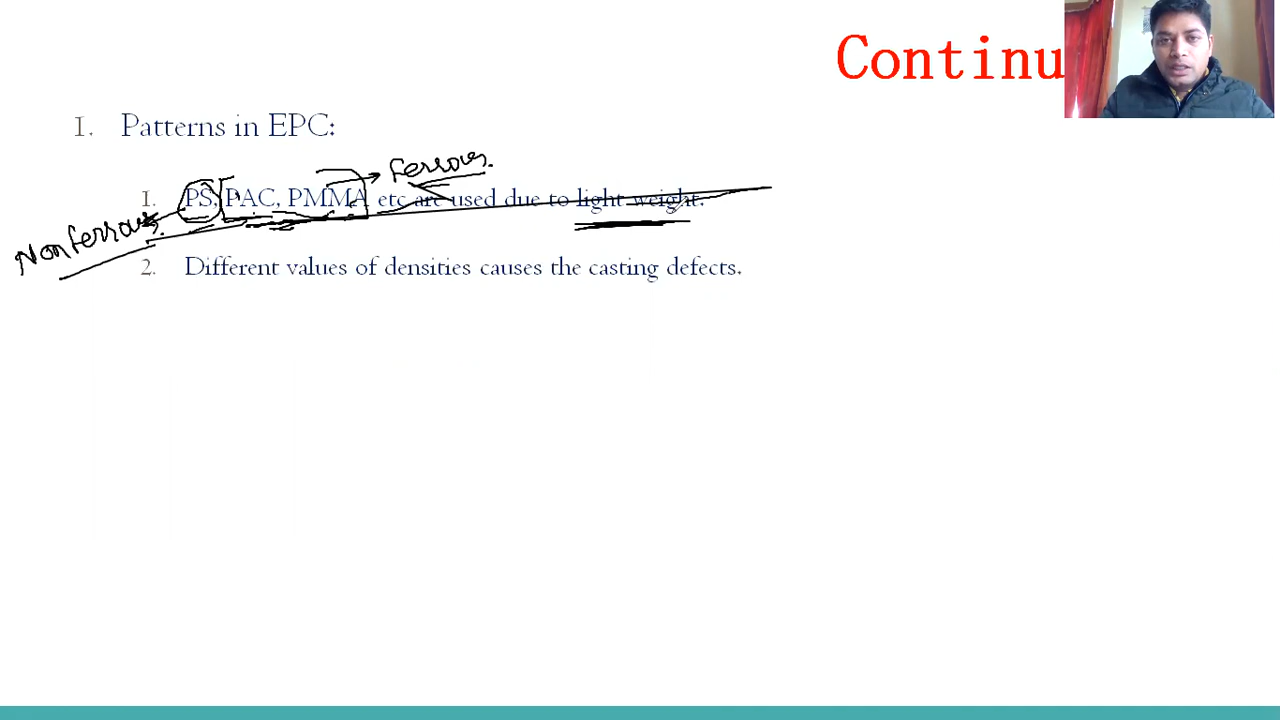 Continu
1. Patterns in EPC:
Ferrous.
1. PS, PAC, PMMA etc are used due to light weight.
Nonferrous.
2. Different values of densities causes the casting defects.